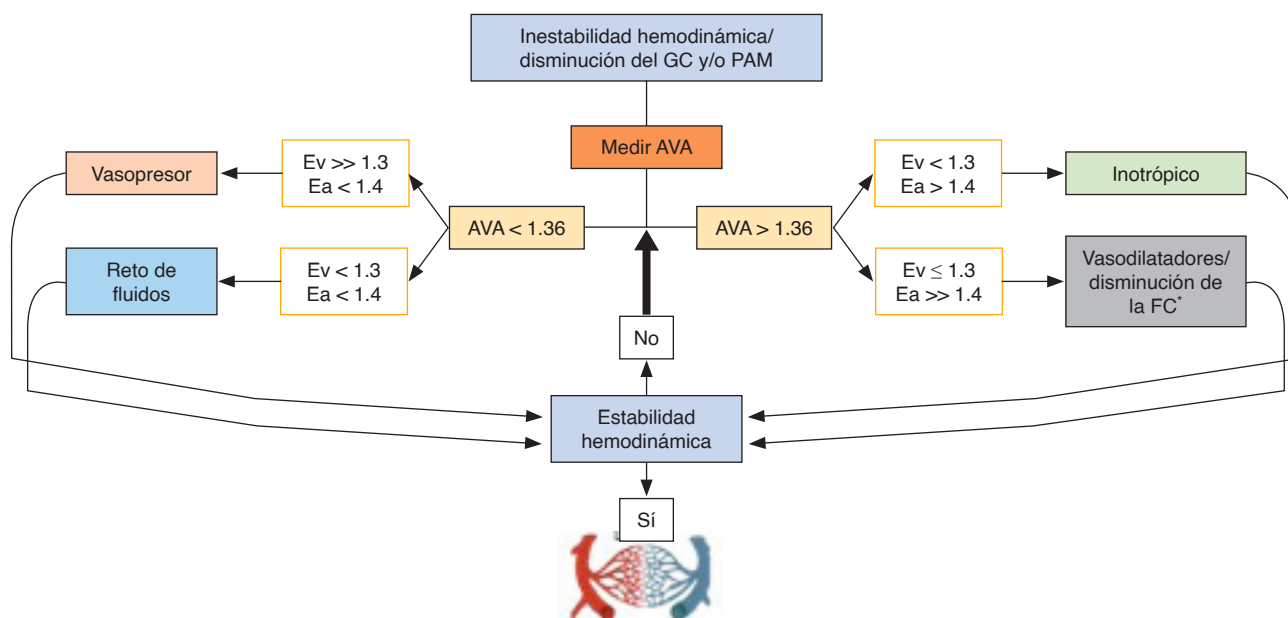 Inestabilidad hemodinámica/
disminución del GC y/o PAM
Medir AVA
Vasopresor
Ev >> 1.3
Ea < 1.4
AVA < 1.36
AVA > 1.36
Ev < 1.3
Ea > 1.4
Inotrópico
Reto de
fluidos
Ev < 1.3
Ea < 1.4
Ev ≤ 1.3
Ea >> 1.4
Vasodilatadores/
disminución de
la FC*
No
Estabilidad
hemodinámica
Sí